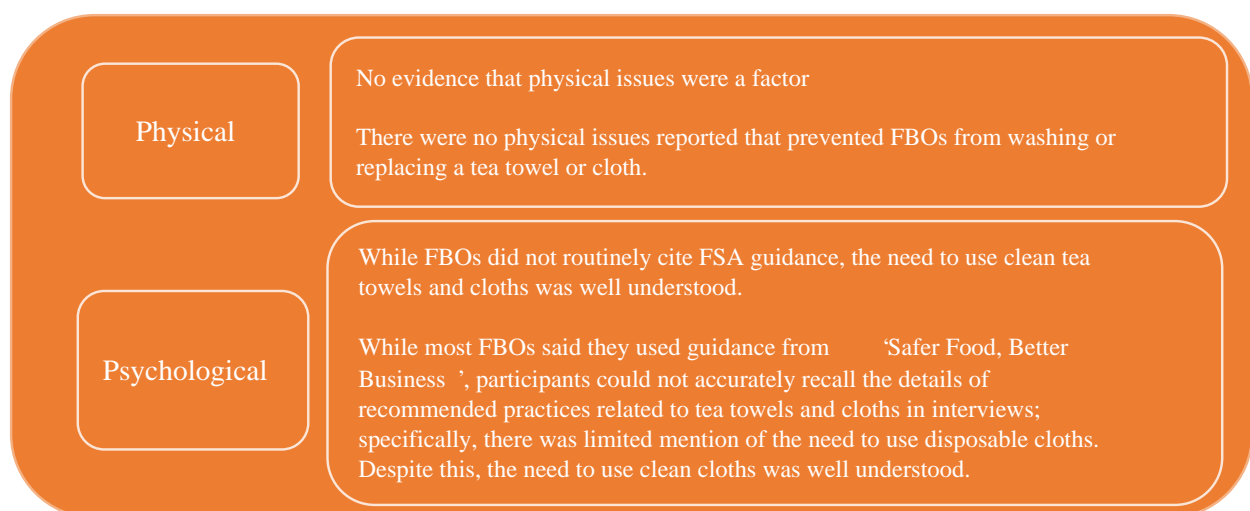 Physical
No evidence that physical issues were a factor
There were no physical issues reported that prevented FBOs from washing or
replacing a tea towel or cloth.
Psychological
While FBOs did not routinely cite FSA guidance, the need to use clean tea
towels and cloths was well understood.
While most FBOs said they used guidance from ‘Safer Food, Better
Business ’, participants could not accurately recall the details of
recommended practices related to tea towels and cloths in interviews;
specifically, there was limited mention of the need to use disposable cloths.
Despite this, the need to use clean cloths was well understood.